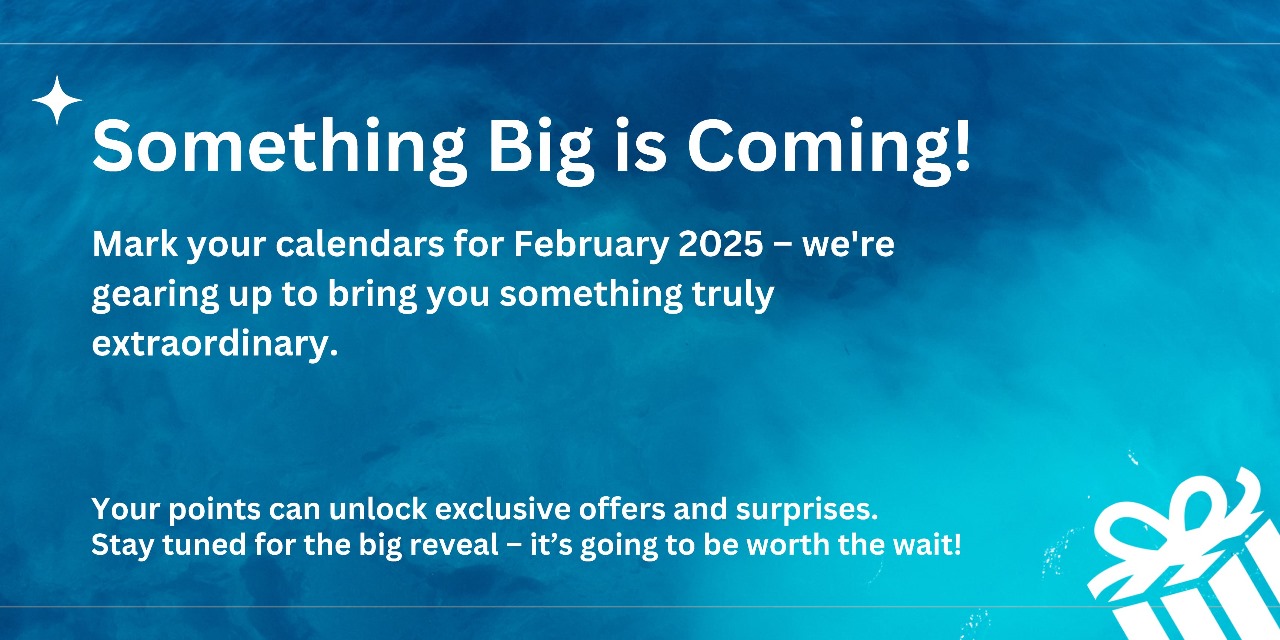 Something Big is Coming!
Mark your calendars for February 2025 – we're
gearing up to bring you something truly
extraordinary.
Your points can unlock exclusive offers and surprises.
Stay tuned for the big reveal – it’s going to be worth the wait!